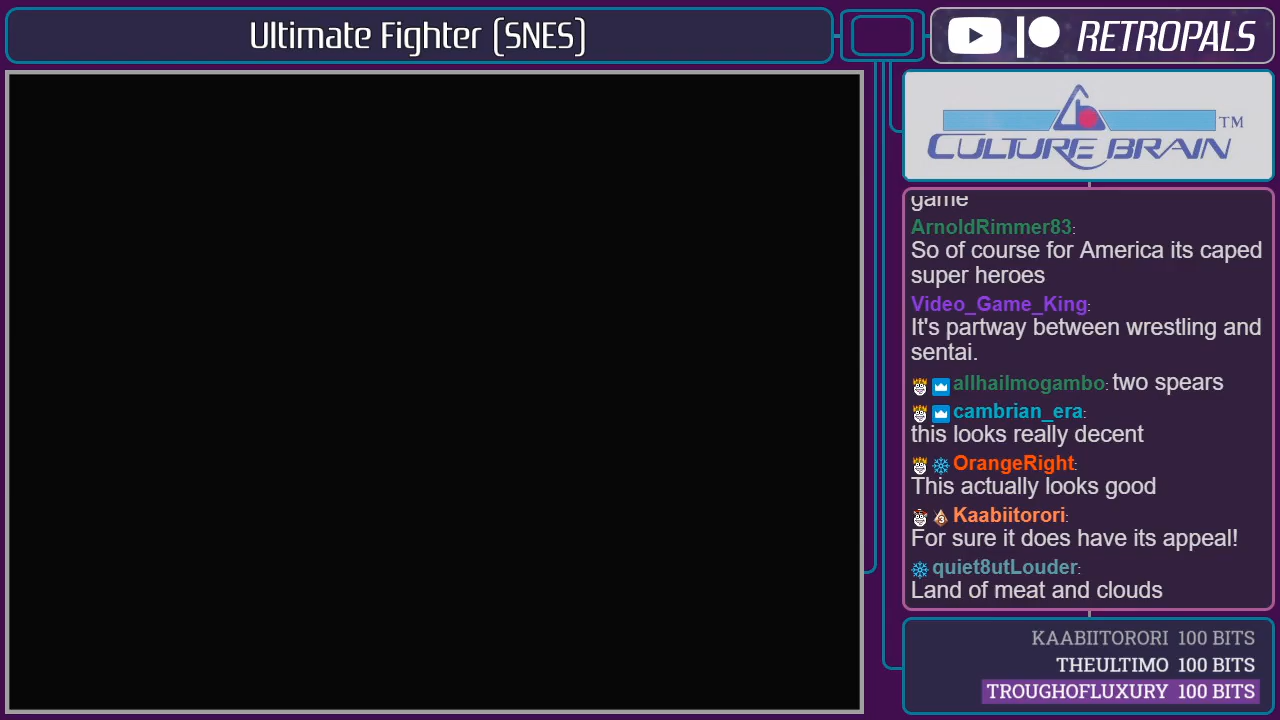 Ultimate Fighter (SNES)
RETROPALS
CULTURE BRAIN TM
game
ArnoldRimmer83:
So of course for America its caped
super heroes
Video_Game_King:
It's partway between wrestling and
sentai.
allhailmogambo: two spears
cambrian_era:
this looks really decent
OrangeRight:
This actually looks good
3 Kaabiitorori:
For sure it does have its appeal!
quiet8utLouder:
Land of meat and clouds
KAABIITORORI 100 BITS
THEULTIMO 100 BITS
TROUGHOFLUXURY 100 BITS